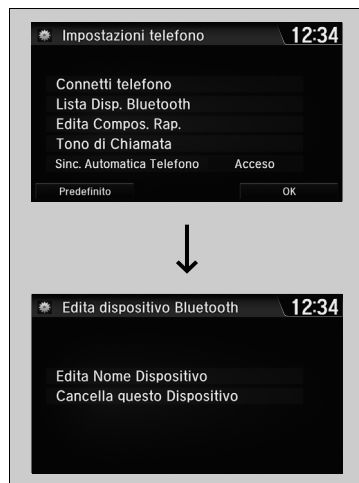 Impostazioni telefono 12:34
Connetti telefono
Lista Disp. Bluetooth
Edita Compos. Rap.
Tono di Chiamata
Sinc. Automatica Telefono Acceso
Predefinito OK
Edita dispositivo Bluetooth 12:34
Edita Nome Dispositivo
Cancella questo Dispositivo